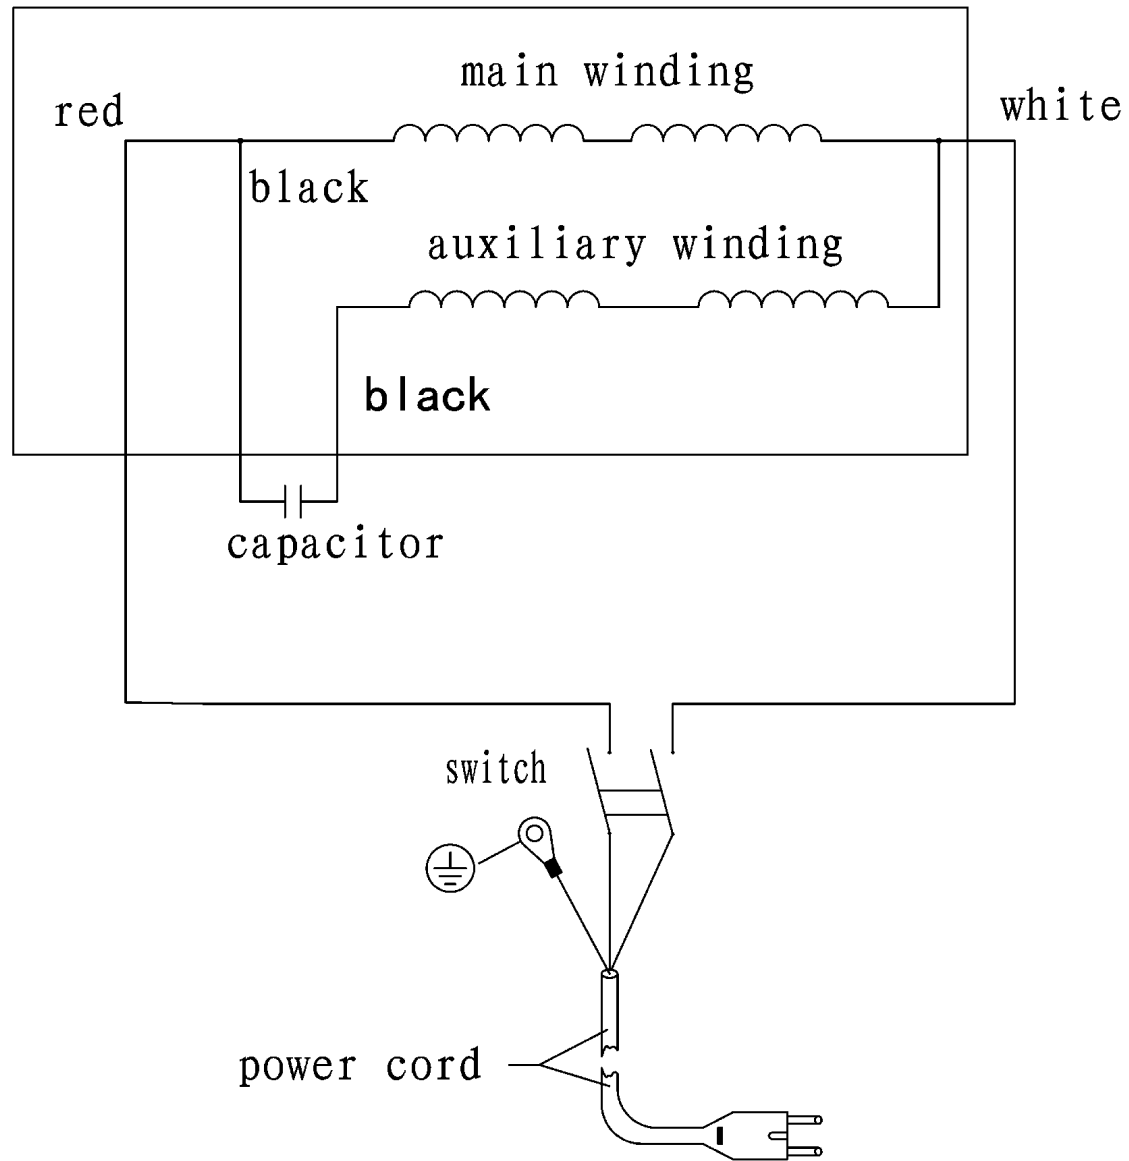 main winding
red
white
black
auxiliary winding
black
capacitor
switch
power cord